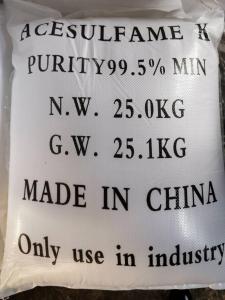 ACESULFAME K
PURITY99.5% MIN
N.W. 25.0KG
G.W. 25.1KG
MADE IN CHINA
Only use in industry